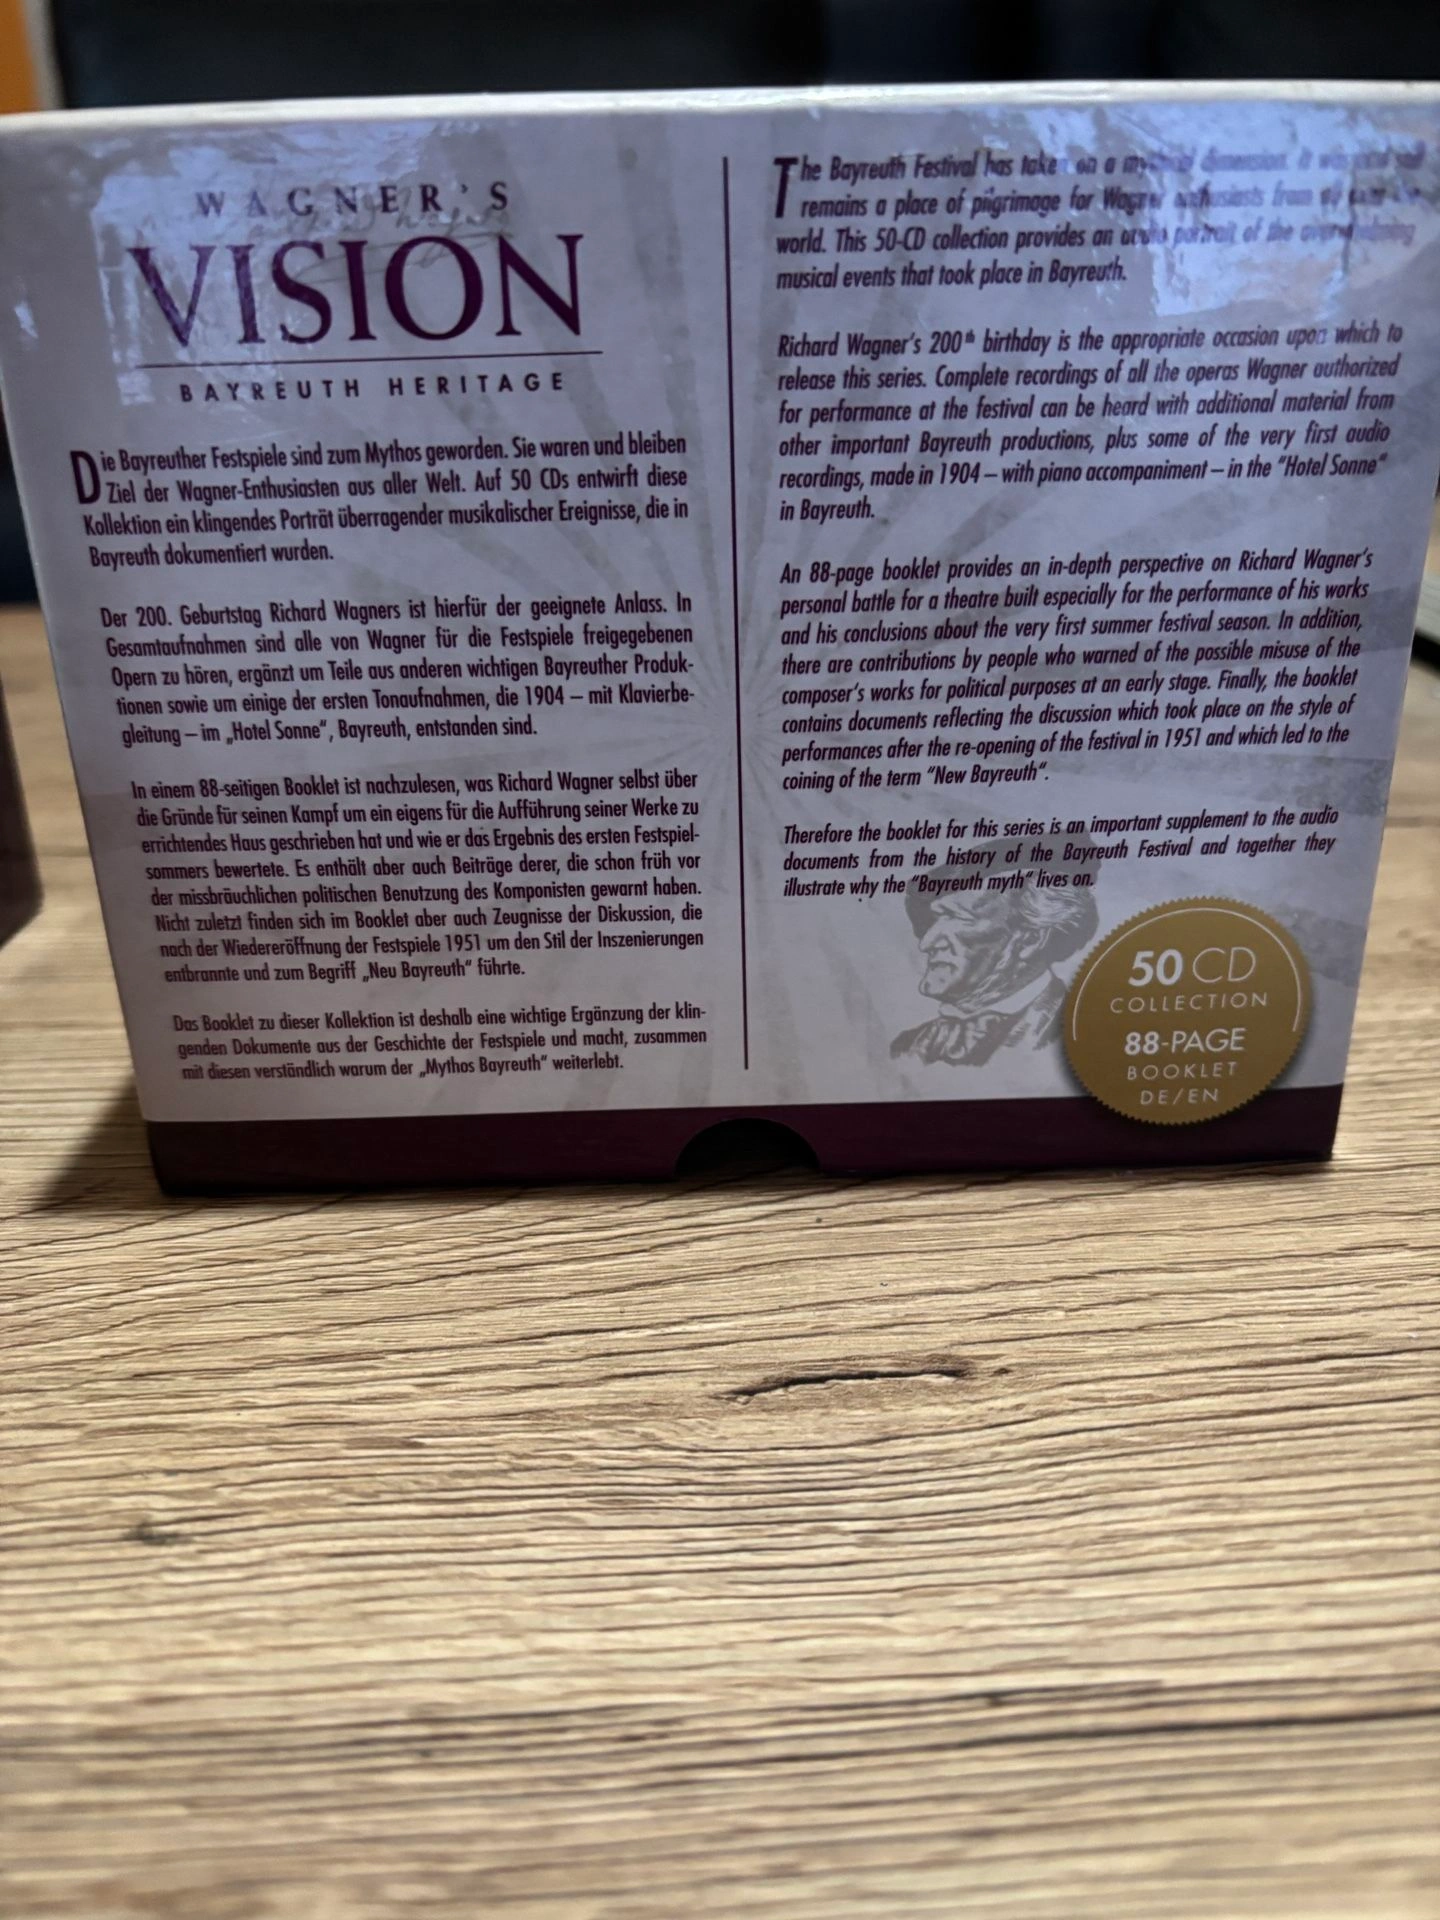 WAGNER'S
VISION
BAYREUTH HERITAGE
Die Bayreuther Festspiele sind zum Mythos geworden. Sie waren und bleiben
Ziel der Wagner-Enthusiasten aus aller Welt. Auf 50 CDs entwirft diese
Kollektion ein klingendes Porträt überragender musikalischer Ereignisse, die in
Bayreuth dokumentiert wurden.
Der 200. Geburtstag Richard Wagners ist hierfür der geeignete Anlass. In
Gesamtaufnahmen sind alle von Wagner für die Festspiele freigegebenen
Opern zu hören, ergänzt um Teile aus anderen wichtigen Bayreuther Produk-
tionen sowie um einige der ersten Tonaufnahmen, die 1904 – mit Klavierbe-
gleitung – im „Hotel Sonne“, Bayreuth, entstanden sind.
In einem 88-seitigen Booklet ist nachzulesen, was Richard Wagner selbst über
die Gründe für seinen Kampf um ein eigens für die Aufführung seiner Werke zu
errichtendes Haus geschrieben hat und wie er das Ergebnis des ersten Festspiel-
sommers bewertete. Es enthält aber auch Beiträge derer, die schon früh vor
der missbräuchlichen politischen Benutzung des Komponisten gewarnt haben.
Nicht zuletzt finden sich im Booklet aber auch Zeugnisse der Diskussion, die
nach der Wiedereröffnung der Festspiele 1951 um den Stil der Inszenierungen
entbrannte und zum Begriff „Neu Bayreuth“ führte.
Das Booklet zu dieser Kollektion ist deshalb eine wichtige Ergänzung der klin-
genden Dokumente aus der Geschichte der Festspiele und macht, zusammen
mit diesen verständlich warum der „Mythos Bayreuth“ weiterlebt.
The Bayreuth Festival has taken on a mythical dimension. It was and still
remains a place of pilgrimage for Wagner enthusiasts from all over the
world. This 50-CD collection provides an audio portrait of the overwhelming
musical events that took place in Bayreuth.
Richard Wagner's 200th birthday is the appropriate occasion upon which to
release this series. Complete recordings of all the operas Wagner authorized
for performance at the festival can be heard with additional material from
other important Bayreuth productions, plus some of the very first audio
recordings, made in 1904 – with piano accompaniment – in the “Hotel Sonne“
in Bayreuth.
An 88-page booklet provides an in-depth perspective on Richard Wagner's
personal battle for a theatre built especially for the performance of his works
and his conclusions about the very first summer festival season. In addition,
there are contributions by people who warned of the possible misuse of the
composer's works for political purposes at an early stage. Finally, the booklet
contains documents reflecting the discussion which took place on the style of
performances after the re-opening of the festival in 1951 and which led to the
coining of the term “New Bayreuth“.
Therefore the booklet for this series is an important supplement to the audio
documents from the history of the Bayreuth Festival and together they
illustrate why the “Bayreuth myth“ lives on.
50 CD
COLLECTION
88-PAGE
BOOKLET
DE/EN